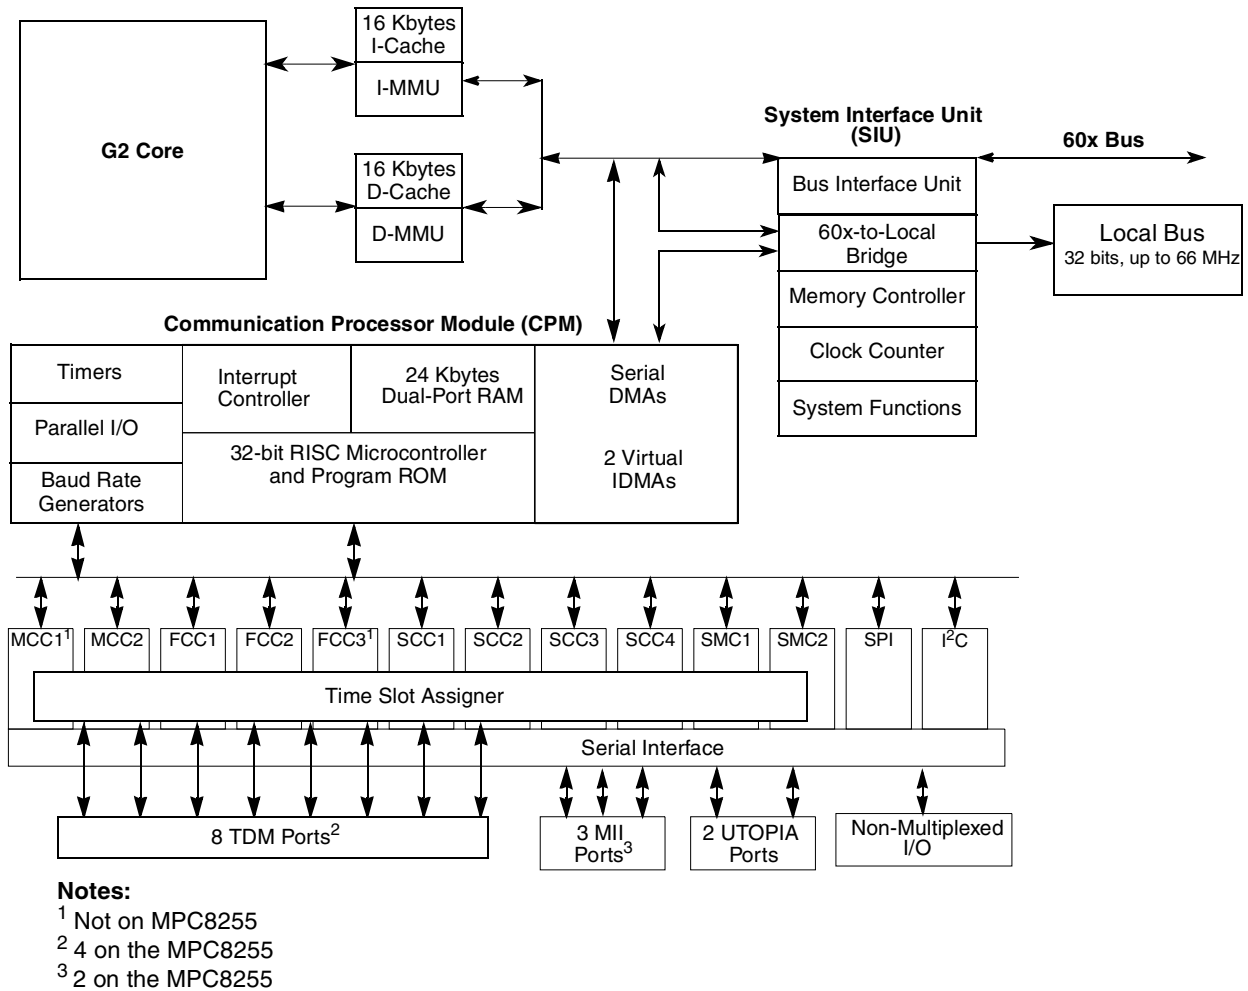 G2 Core
16 Kbytes
I-Cache
I-MMU
16 Kbytes
D-Cache
D-MMU
System Interface Unit
(SIU)
60x Bus
Bus Interface Unit
60x-to-Local
Bridge
Memory Controller
Clock Counter
System Functions
Local Bus
32 bits, up to 66 MHz
Communication Processor Module (CPM)
Timers
Parallel I/O
Baud Rate
Generators
Interrupt
Controller
24 Kbytes
Dual-Port RAM
32-bit RISC Microcontroller
and Program ROM
Serial
DMAs
2 Virtual
IDMAs
MCC1¹
MCC2
FCC1
FCC2
FCC3¹
SCC1
SCC2
SCC3
SCC4
SMC1
SMC2
SPI
I²C
Time Slot Assigner
Serial Interface
8 TDM Ports²
3 MII
Ports³
2 UTOPIA
Ports
Non-Multiplexed
I/O
Notes:
¹ Not on MPC8255
² 4 on the MPC8255
³ 2 on the MPC8255